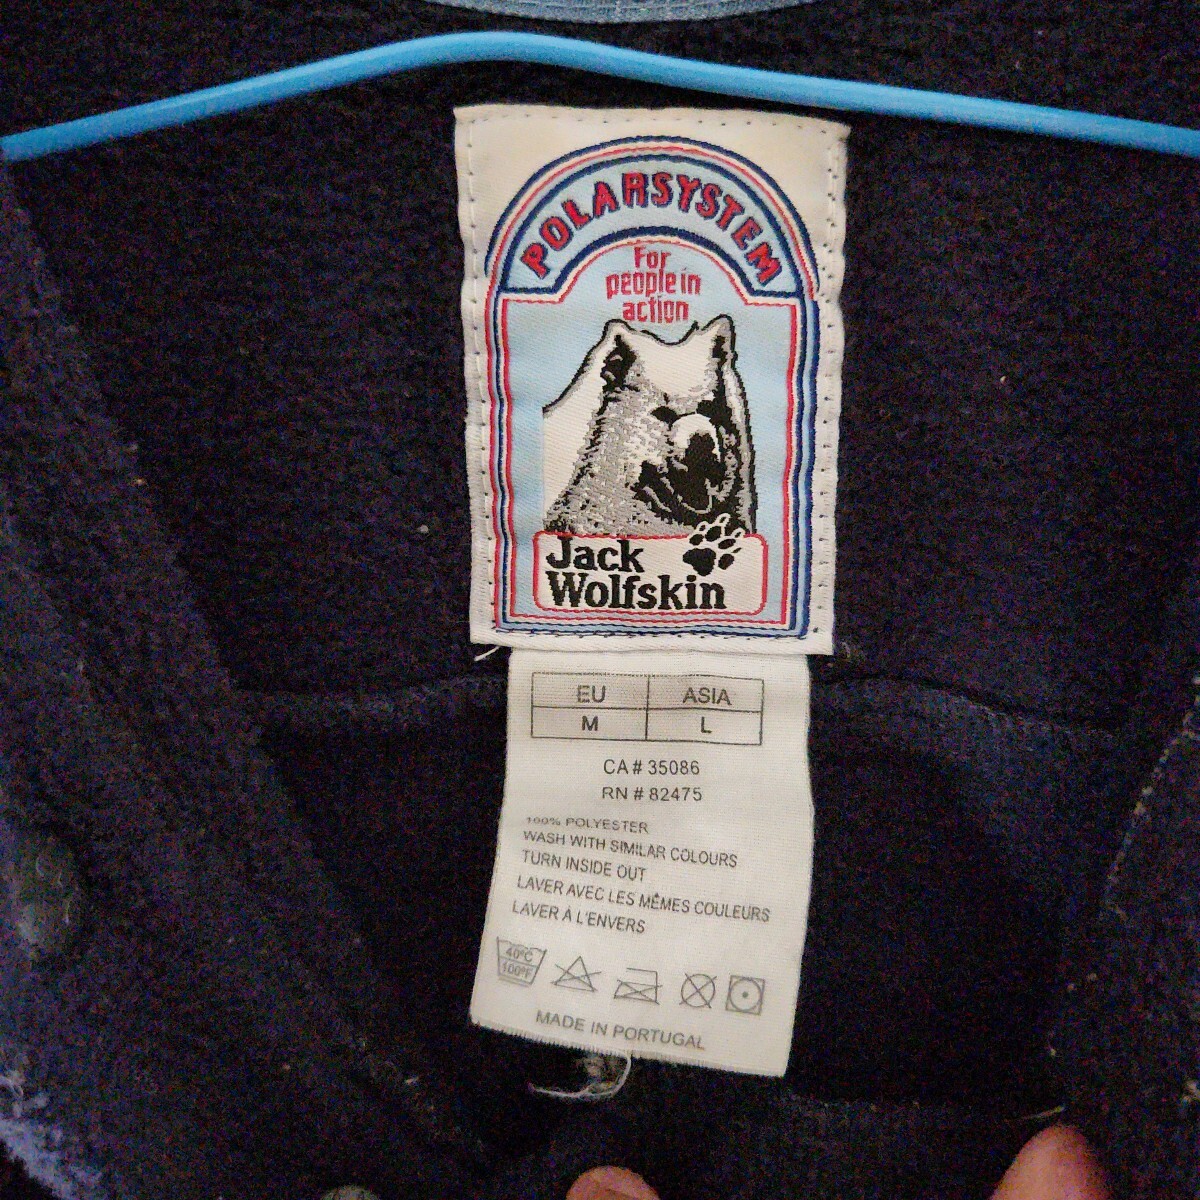 POLARSYSTEM
For
people in
action
Jack
Wolfskin
EU ASIA
M L
CA # 35086
RN # 82475
100% POLYESTER
WASH WITH SIMILAR COLOURS
TURN INSIDE OUT
LAVER AVEC LES MÊMES COULEURS
LAVER À L'ENVERS
40°C
100°F
MADE IN PORTUGAL